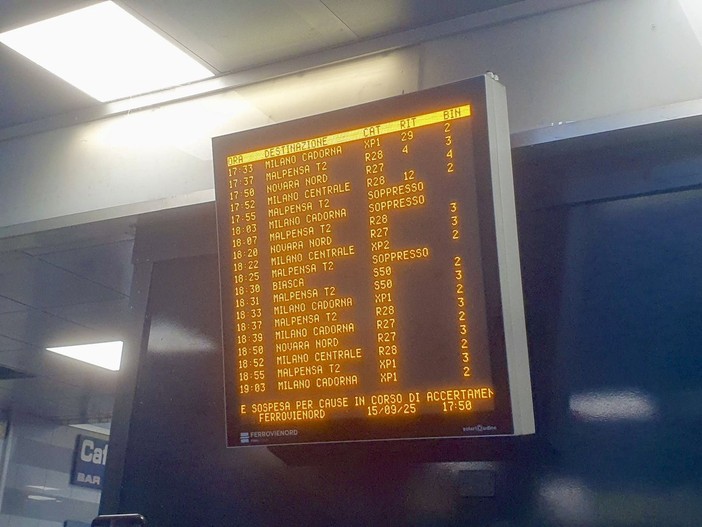 ORA DESTINAZIONE CAT RIT BIN
17:33 MILANO CADORNA XP1 29 2
17:37 MALPENSA T2 R28 4 3
17:50 NOVARA NORD R27 4
17:52 MILANO CENTRALE R28 12 2
17:55 MALPENSA T2 SOPPRESSO
18:03 MILANO CADORNA SOPPRESSO
18:07 MALPENSA T2 R28 3
18:20 NOVARA NORD R27 3
18:22 MILANO CENTRALE XP2 2
18:25 MALPENSA T2 SOPPRESSO
18:30 BIASCA S50 2
18:31 MALPENSA T2 S50 3
18:33 MILANO CADORNA XP1 2
18:37 MALPENSA T2 R28 3
18:39 MILANO CADORNA R27 2
18:50 NOVARA NORD R27 3
18:52 MILANO CENTRALE R28 2
18:55 MALPENSA T2 XP1 3
19:03 MILANO CADORNA XP1 2
E SOSPESA PER CAUSE IN CORSO DI ACCERTAMEN
FERROVIENORD 15/09/25 17:50
FERROVIENORD
Caf
BAR